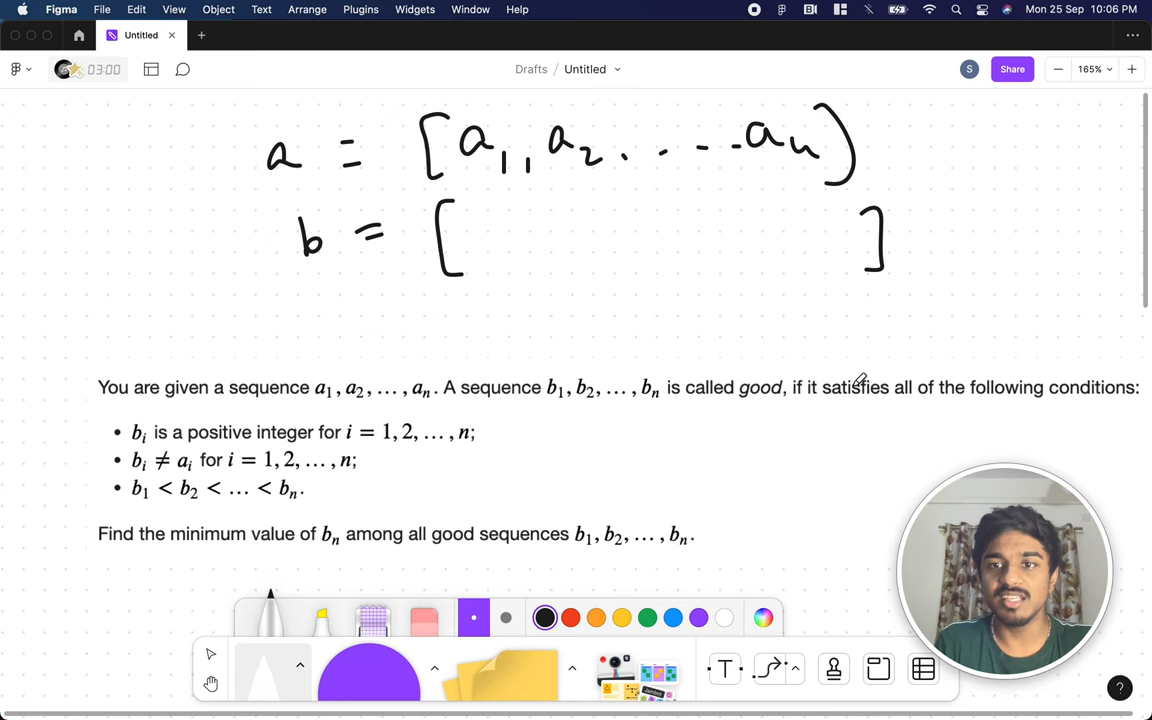 Figma File Edit View Object Text Arrange Plugins Widgets Window Help Mon 25 Sep 10:06 PM
Untitled
03:00 Drafts / Untitled S Share 165%
a = [a₁, a₂ . . . - - aₙ)
b = [ ]
You are given a sequence a₁, a₂, …, aₙ. A sequence b₁, b₂, …, bₙ is called good, if it satisfies all of the following conditions:
• bᵢ is a positive integer for i = 1, 2, …, n;
• bᵢ ≠ aᵢ for i = 1, 2, …, n;
• b₁ < b₂ < … < bₙ.
Find the minimum value of bₙ among all good sequences b₁, b₂, …, bₙ.
T
?